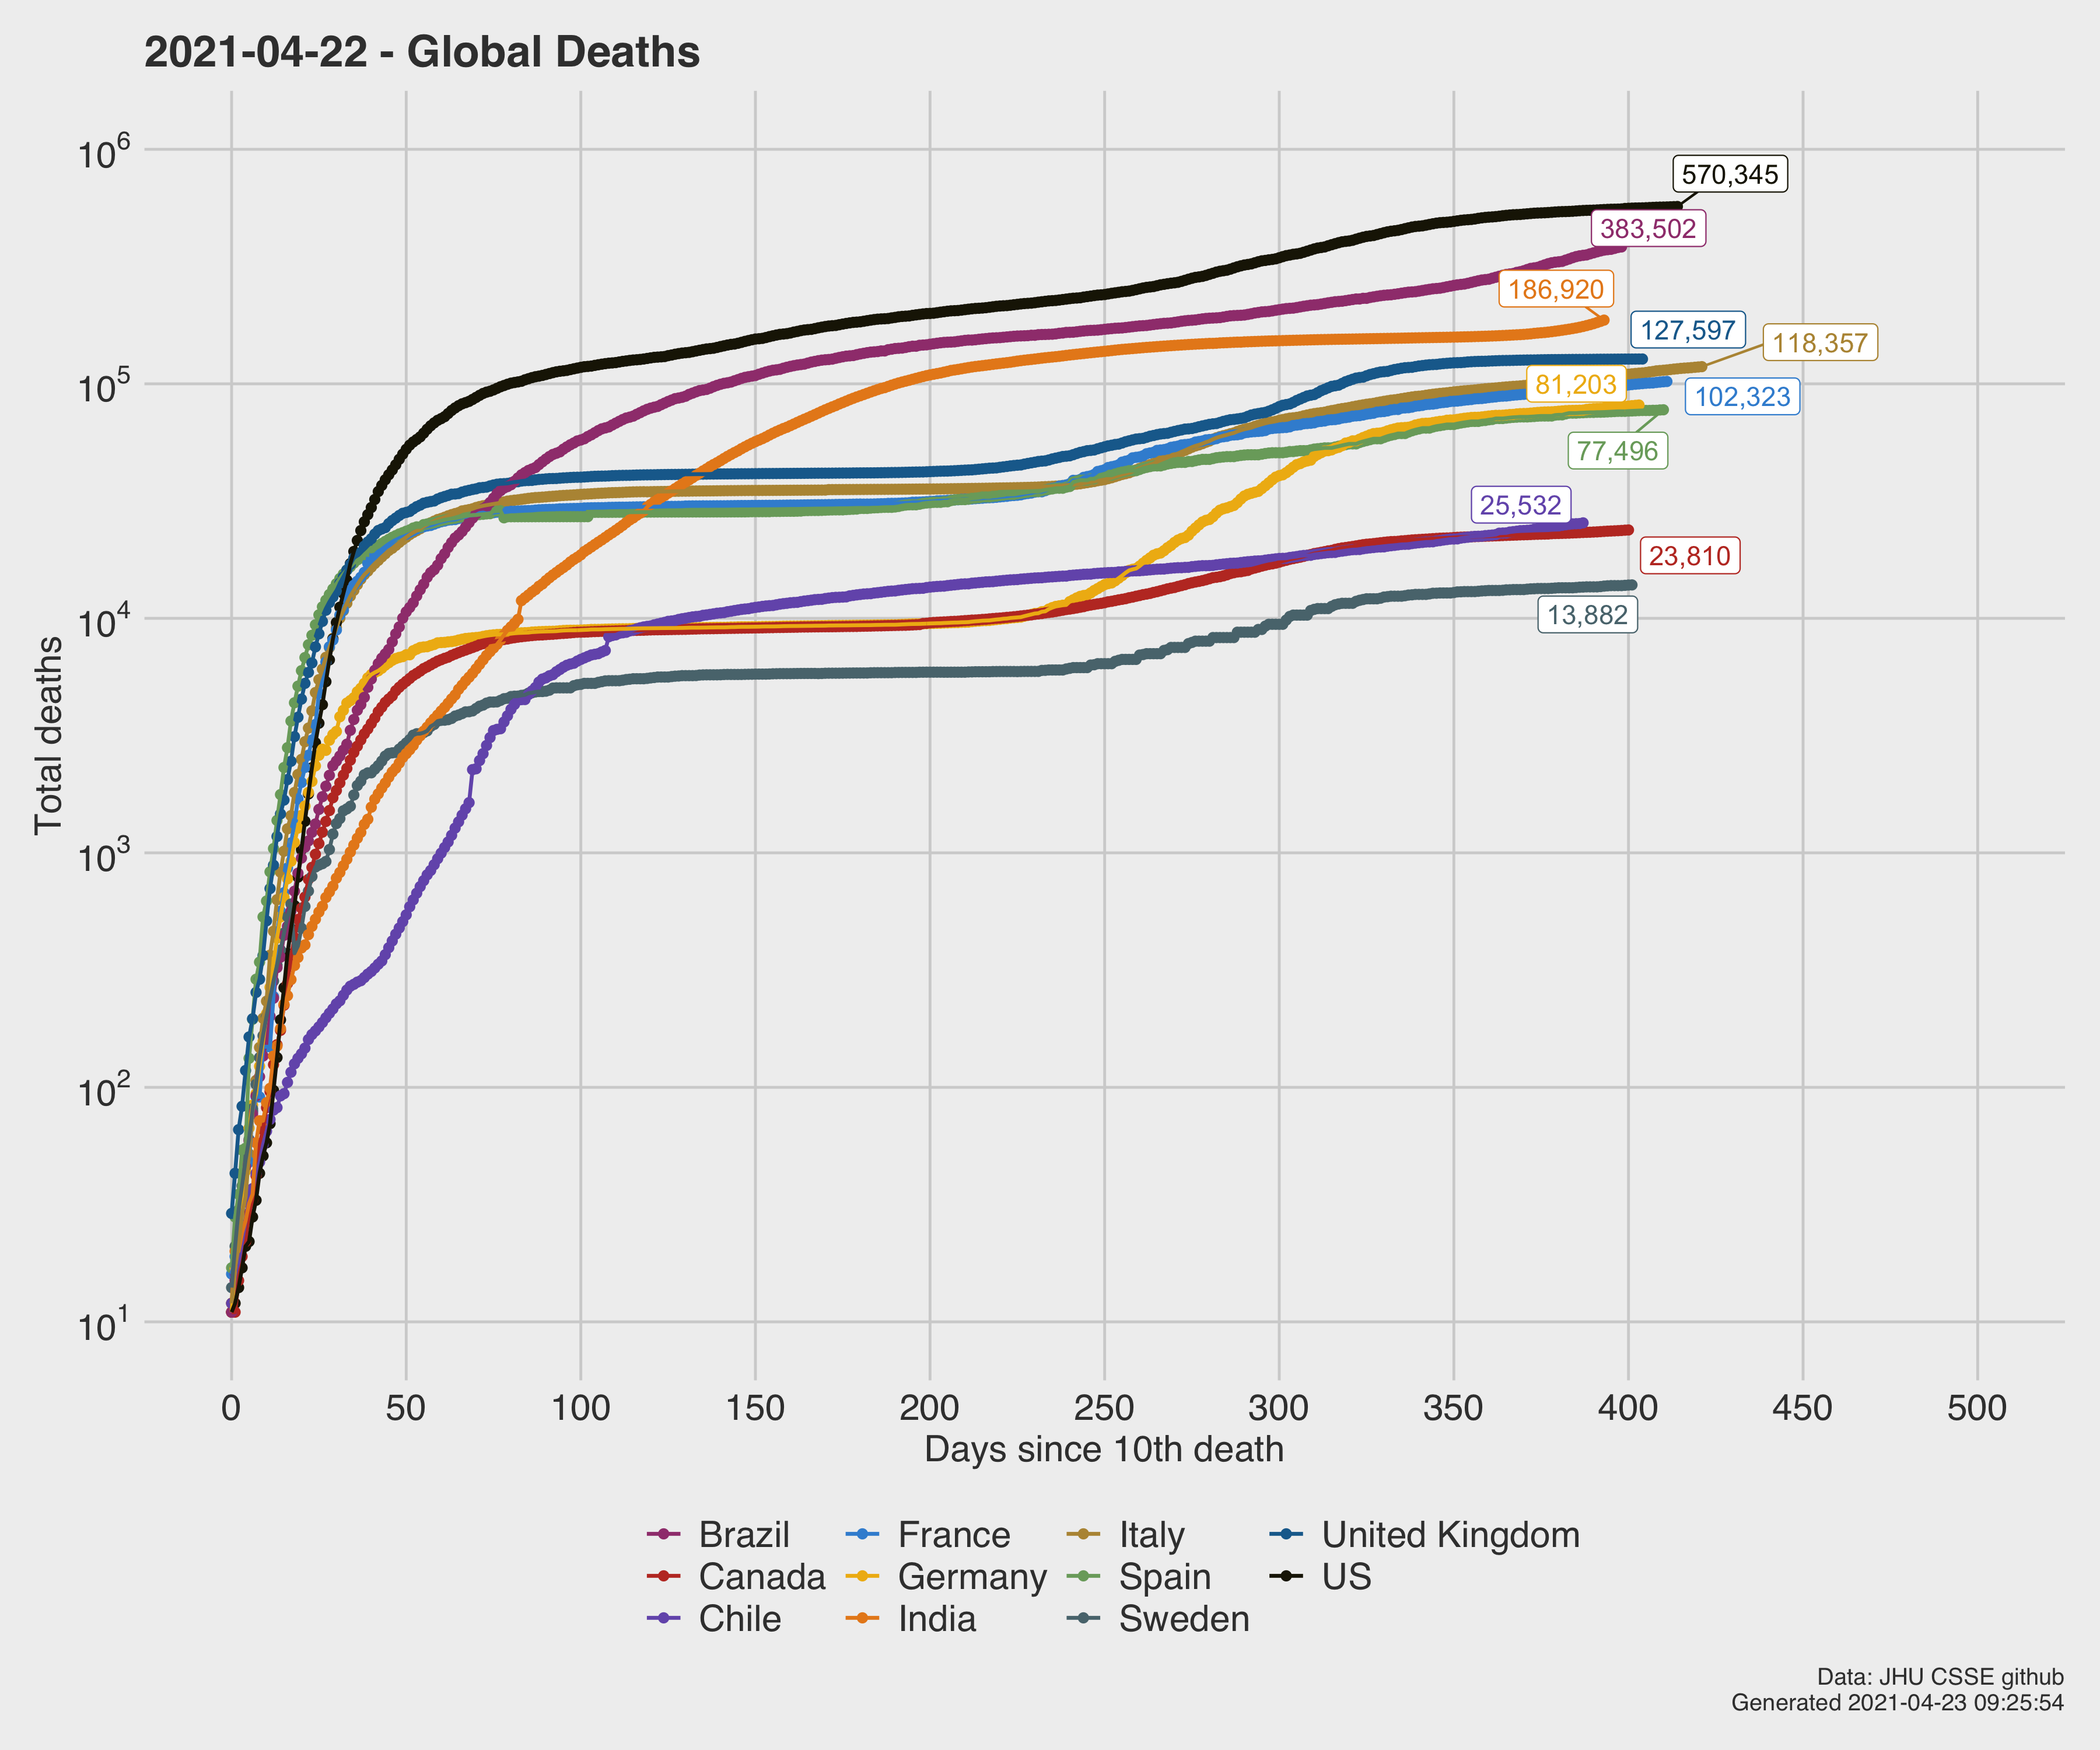 2021-04-22 - Global Deaths
10^6
10^5
10^4
10^3
10^2
10^1
Total deaths
570,345
383,502
186,920
127,597
118,357
81,203
102,323
77,496
25,532
23,810
13,882
0 50 100 150 200 250 300 350 400 450 500
Days since 10th death
Brazil France Italy United Kingdom
Canada Germany Spain US
Chile India Sweden
Data: JHU CSSE github
Generated 2021-04-23 09:25:54